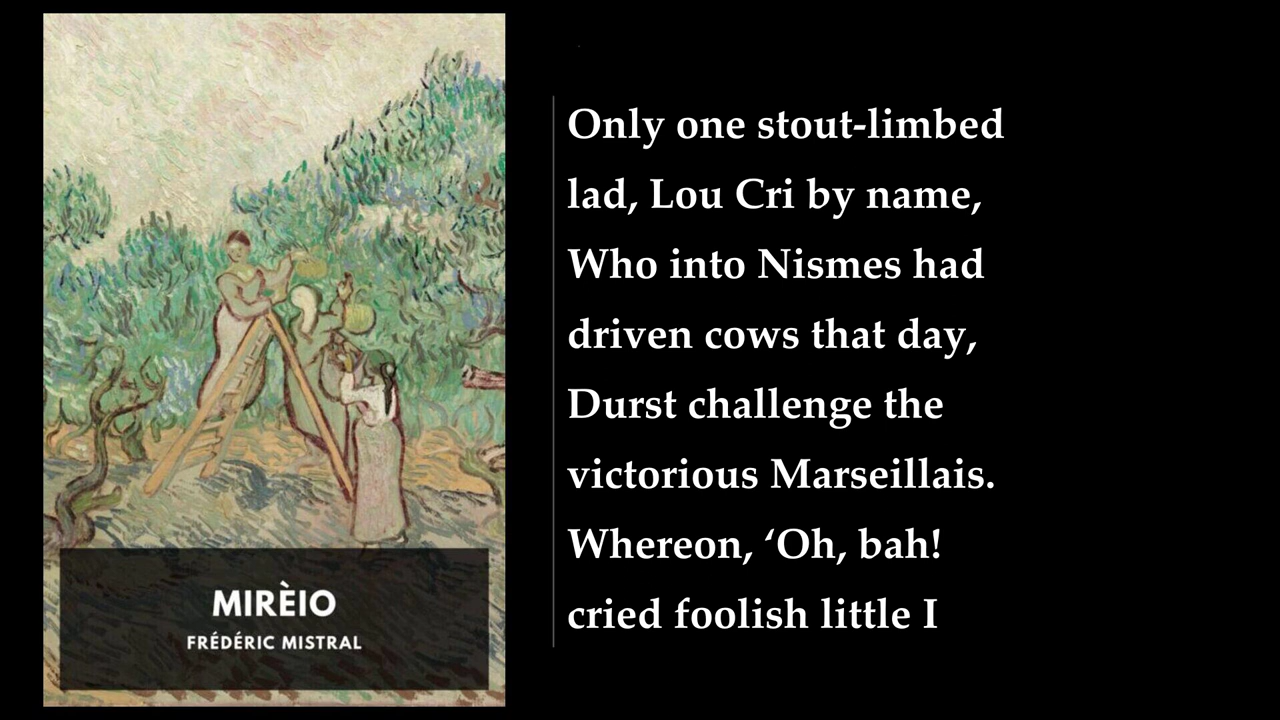 MIRÈIO
FRÉDÉRIC MISTRAL
Only one stout-limbed
lad, Lou Cri by name,
Who into Nismes had
driven cows that day,
Durst challenge the
victorious Marseillais.
Whereon, ‘Oh, bah!
cried foolish little I